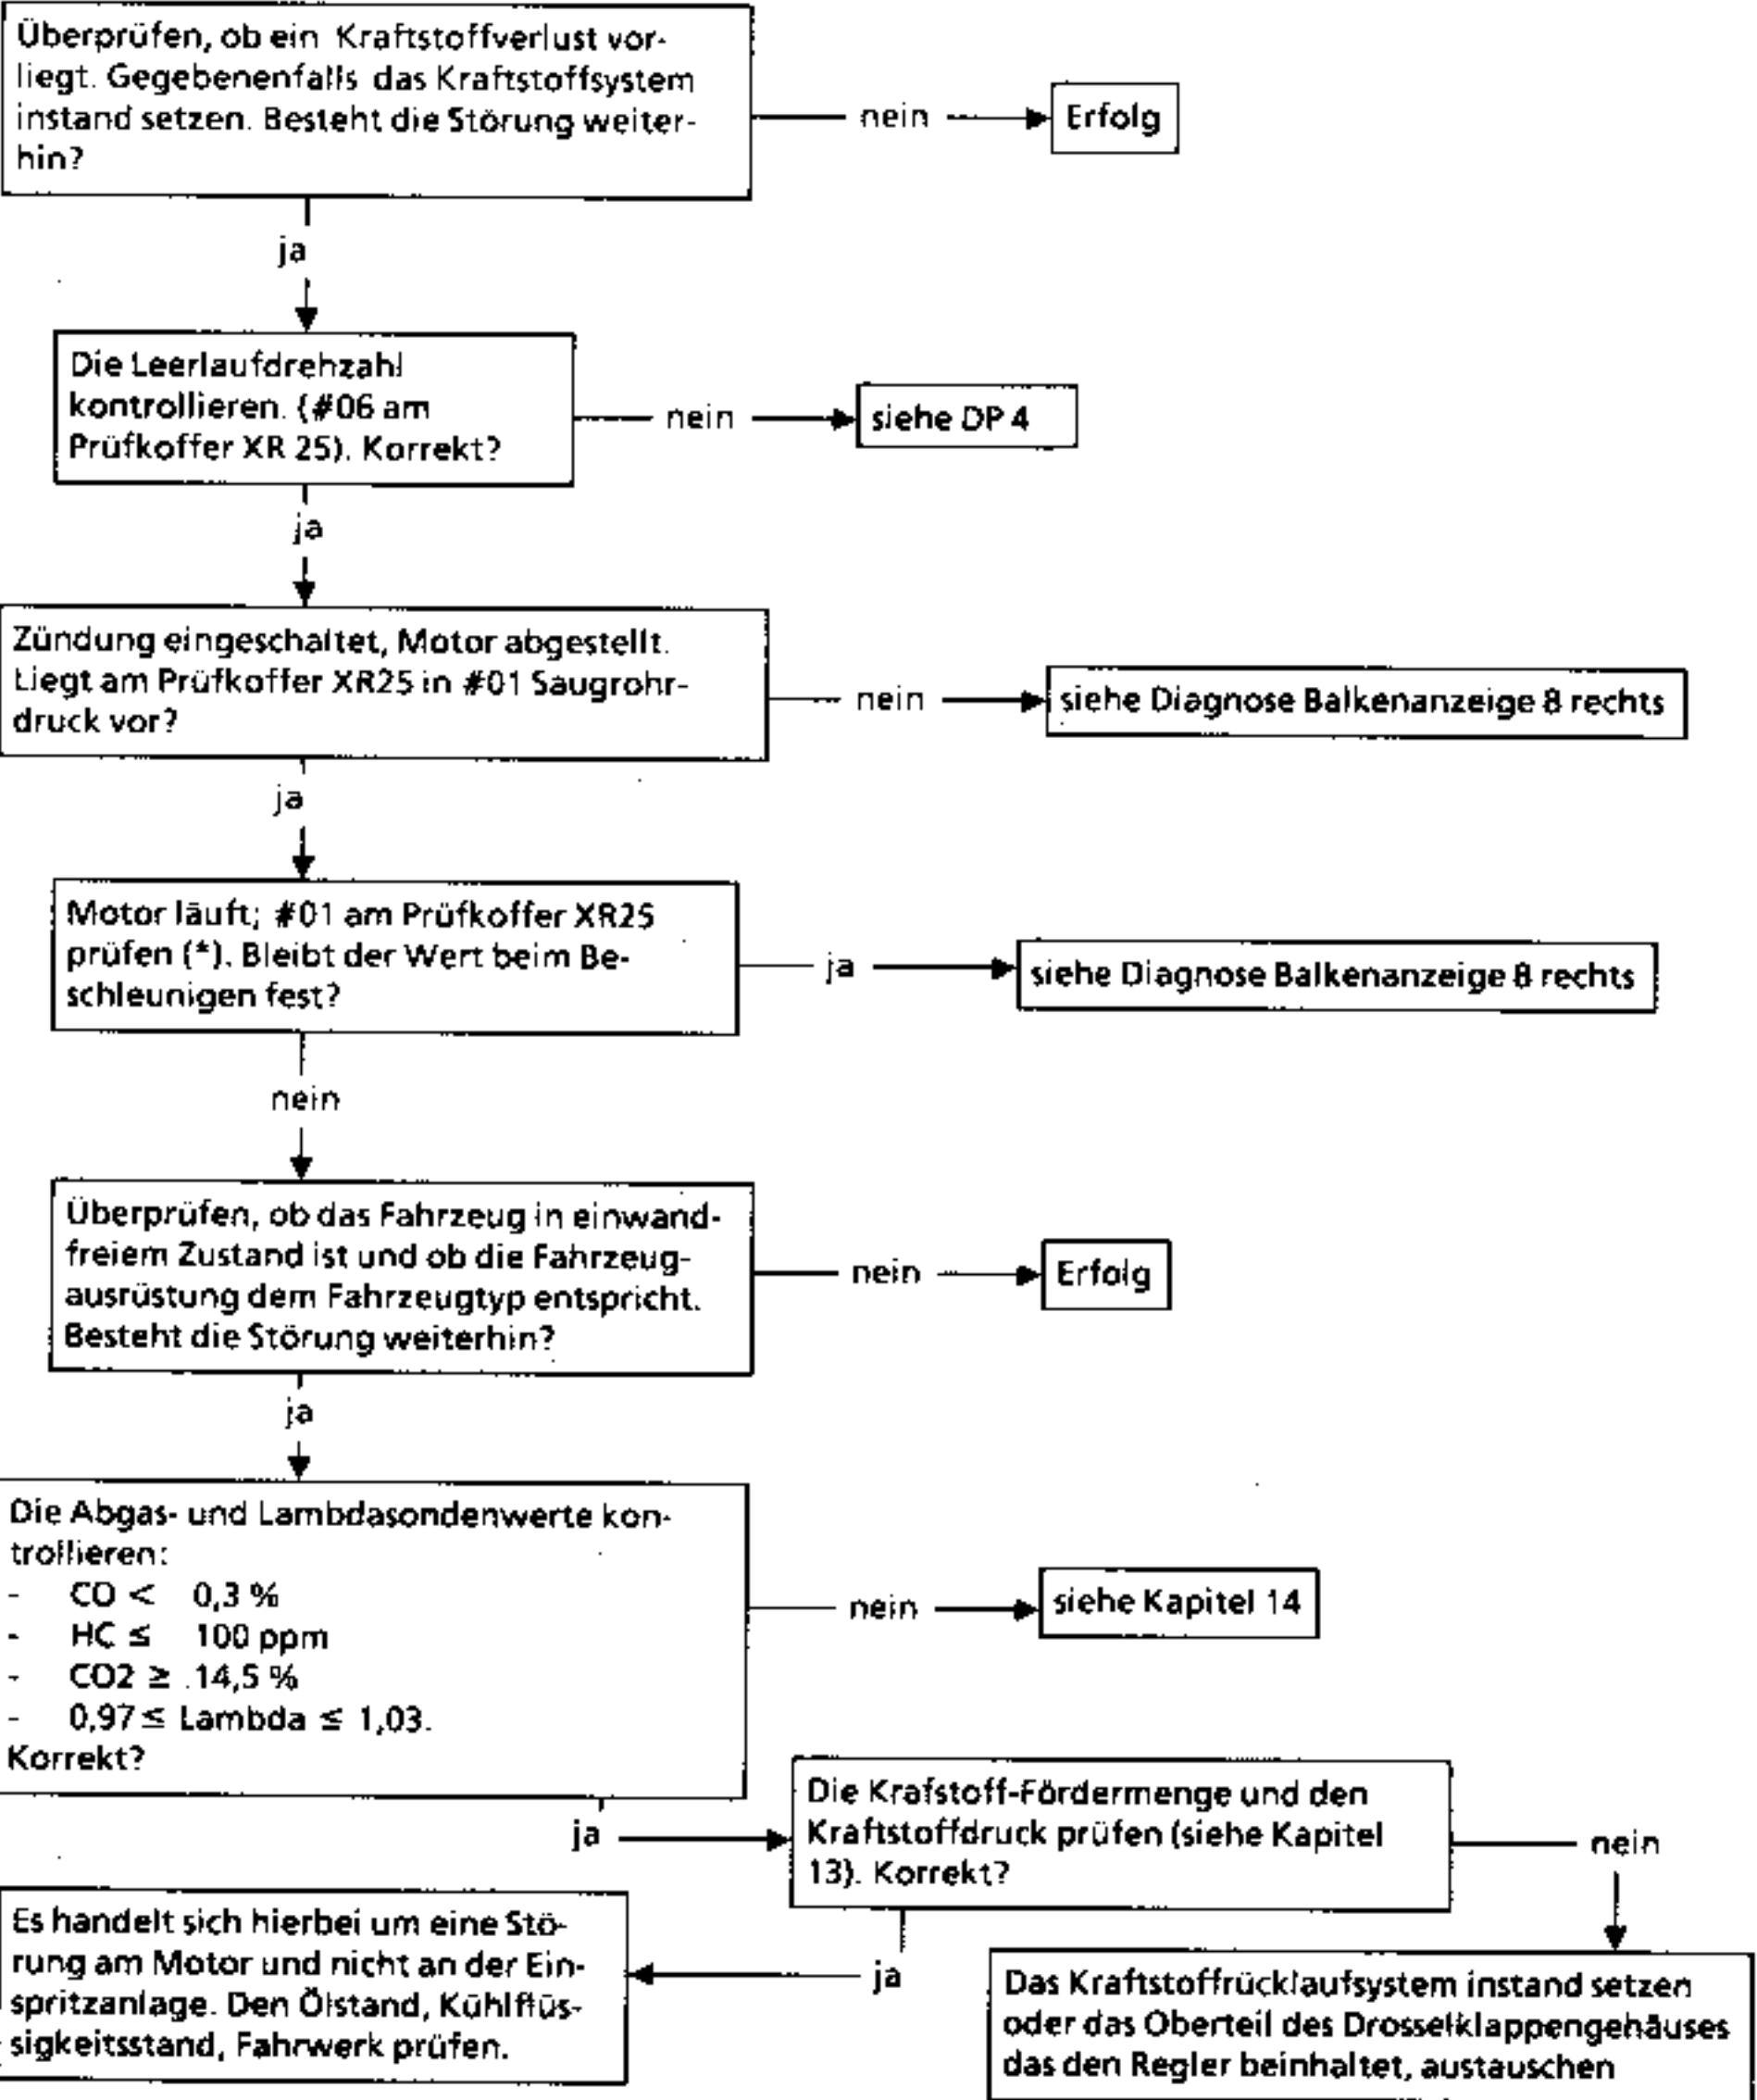 Überprüfen, ob ein Kraftstoffverlust vor-
liegt. Gegebenenfalls das Kraftstoffsystem
instand setzen. Besteht die Störung weiter-
hin?
nein
Erfolg
ja
Die Leerlaufdrehzahl
kontrollieren. (#06 am
Prüfkoffer XR 25). Korrekt?
nein
siehe DP 4
ja
Zündung eingeschaltet, Motor abgestellt.
Liegt am Prüfkoffer XR25 in #01 Saugrohr-
druck vor?
nein
siehe Diagnose Balkenanzeige 8 rechts
ja
Motor läuft; #01 am Prüfkoffer XR25
prüfen (*). Bleibt der Wert beim Be-
schleunigen fest?
ja
siehe Diagnose Balkenanzeige 8 rechts
nein
Überprüfen, ob das Fahrzeug in einwand-
freiem Zustand ist und ob die Fahrzeug-
ausrüstung dem Fahrzeugtyp entspricht.
Besteht die Störung weiterhin?
nein
Erfolg
ja
Die Abgas- und Lambdasondenwerte kon-
trollieren:
- CO < 0,3 %
- HC ≤ 100 ppm
- CO2 ≥ 14,5 %
- 0,97 ≤ Lambda ≤ 1,03.
Korrekt?
nein
siehe Kapitel 14
ja
Die Krafstoff-Fördermenge und den
Kraftstoffdruck prüfen (siehe Kapitel
13). Korrekt?
nein
ja
Es handelt sich hierbei um eine Stö-
rung am Motor und nicht an der Ein-
spritzanlage. Den Ölstand, Kühlflüs-
sigkeitsstand, Fahrwerk prüfen.
Das Kraftstoffrücklaufsystem instand setzen
oder das Oberteil des Drosselklappengehäuses
das den Regler beinhaltet, austauschen